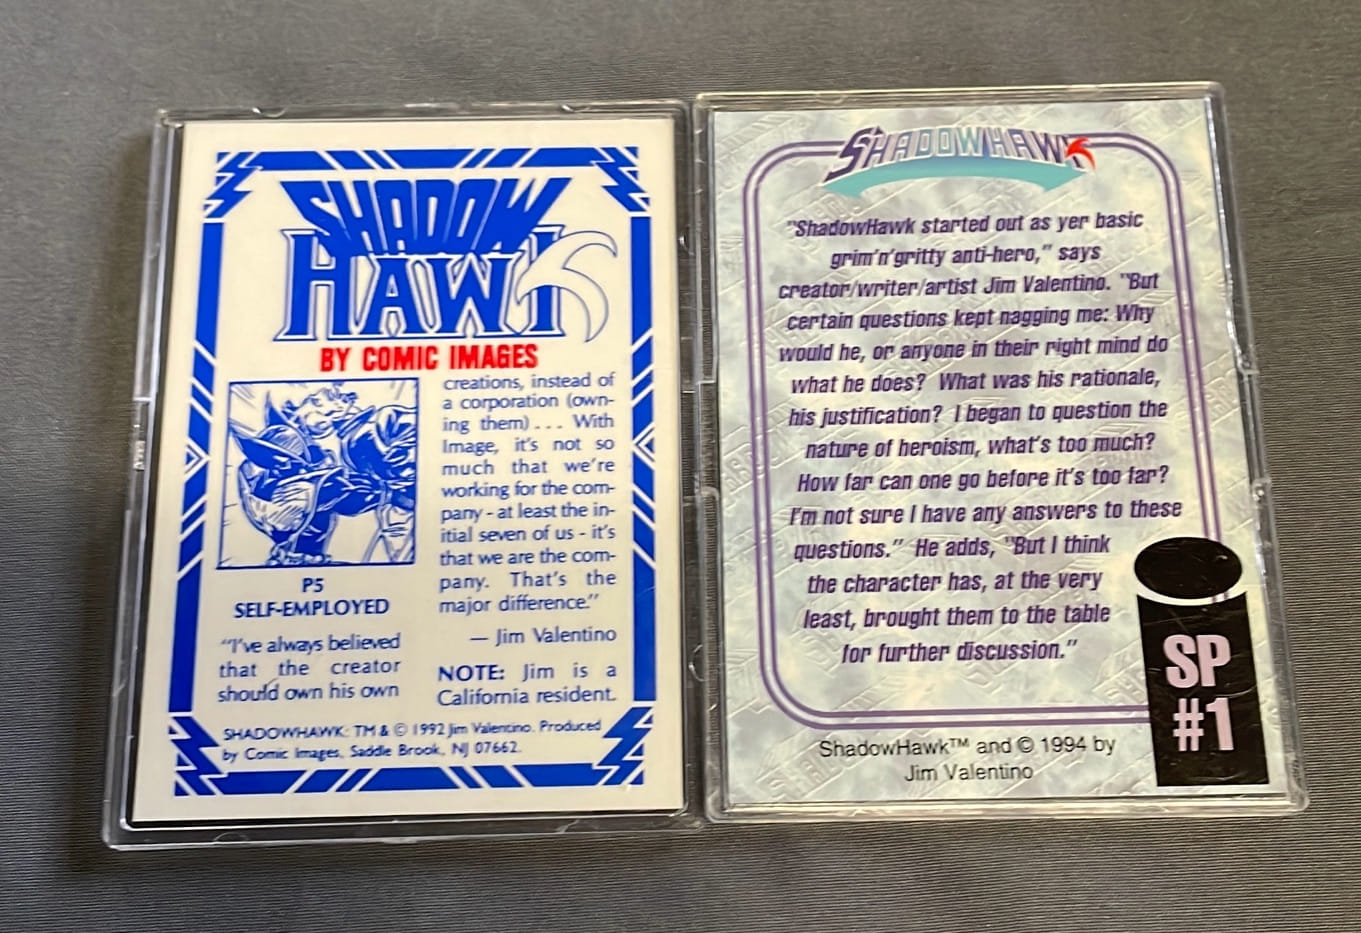 SHADOW
HAWK
BY COMIC IMAGES
P5
SELF-EMPLOYED
"I've always believed
that the creator
should own his own
creations, instead of
a corporation (own-
ing them) . . . With
Image, it's not so
much that we're
working for the com-
pany - at least the in-
itial seven of us - it's
that we are the com-
pany. That's the
major difference."
— Jim Valentino
NOTE: Jim is a
California resident.
SHADOWHAWK: TM & © 1992 Jim Valentino. Produced
by Comic Images, Saddle Brook, NJ 07662.
SHADOWHAWK
"ShadowHawk started out as yer basic
grim'n'gritty anti-hero," says
creator/writer/artist Jim Valentino. "But
certain questions kept nagging me: Why
would he, or anyone in their right mind do
what he does? What was his rationale,
his justification? I began to question the
nature of heroism, what's too much?
How far can one go before it's too far?
I'm not sure I have any answers to these
questions." He adds, "But I think
the character has, at the very
least, brought them to the table
for further discussion."
SP
#1
ShadowHawk™ and © 1994 by
Jim Valentino